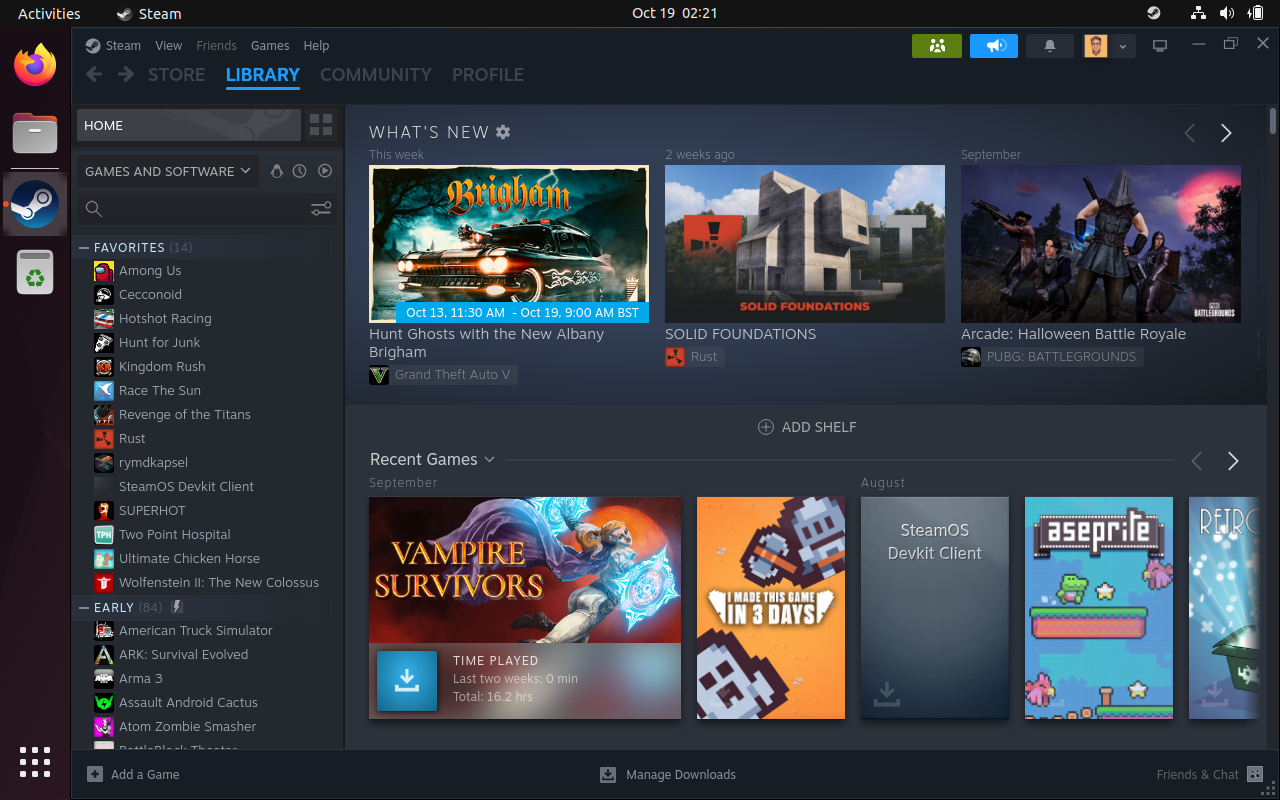 Activities
Steam
Oct 19 02:21
Steam
View
Friends
Games
Help
STORE
LIBRARY
COMMUNITY
PROFILE
HOME
GAMES AND SOFTWARE
FAVORITES (14)
Among Us
Cecconoid
Hotshot Racing
Hunt for Junk
Kingdom Rush
Race The Sun
Revenge of the Titans
Rust
rymdkapsel
SteamOS Devkit Client
SUPERHOT
TPH
Two Point Hospital
Ultimate Chicken Horse
Wolfenstein II: The New Colossus
EARLY (84)
American Truck Simulator
ARK: Survival Evolved
Arma 3
Assault Android Cactus
Atom Zombie Smasher
BattleBlock Theater
WHAT'S NEW
This week
Brigham
Oct 13, 11:30 AM - Oct 19, 9:00 AM BST
Hunt Ghosts with the New Albany
Brigham
Grand Theft Auto V
2 weeks ago
SOLID FOUNDATIONS
SOLID FOUNDATIONS
Rust
September
PUBG
BATTLEGROUNDS
Arcade: Halloween Battle Royale
PUBG: BATTLEGROUNDS
ADD SHELF
Recent Games
September
VAMPIRE
SURVIVORS
TIME PLAYED
Last two weeks: 0 min
Total: 16.2 hrs
I MADE THIS GAME
IN 3 DAYS!
August
SteamOS
Devkit Client
aseprite
RETRO
Add a Game
Manage Downloads
Friends & Chat